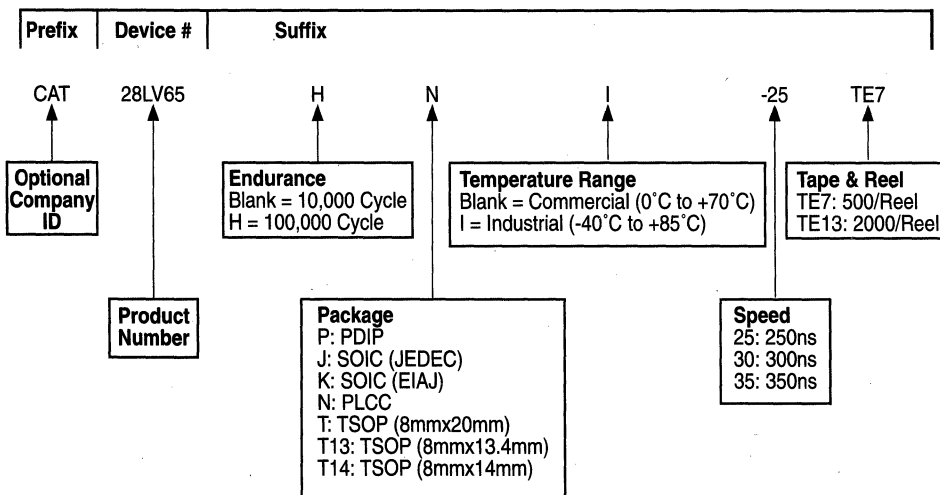 Prefix Device # Suffix
CAT 28LV65 H N I -25 TE7
Optional
Company
ID
Endurance
Blank = 10,000 Cycle
H = 100,000 Cycle
Temperature Range
Blank = Commercial (0˚C to +70˚C)
I = Industrial (-40˚C to +85˚C)
Tape & Reel
TE7: 500/Reel
TE13: 2000/Reel
Product
Number
Package
P: PDIP
J: SOIC (JEDEC)
K: SOIC (EIAJ)
N: PLCC
T: TSOP (8mmx20mm)
T13: TSOP (8mmx13.4mm)
T14: TSOP (8mmx14mm)
Speed
25: 250ns
30: 300ns
35: 350ns